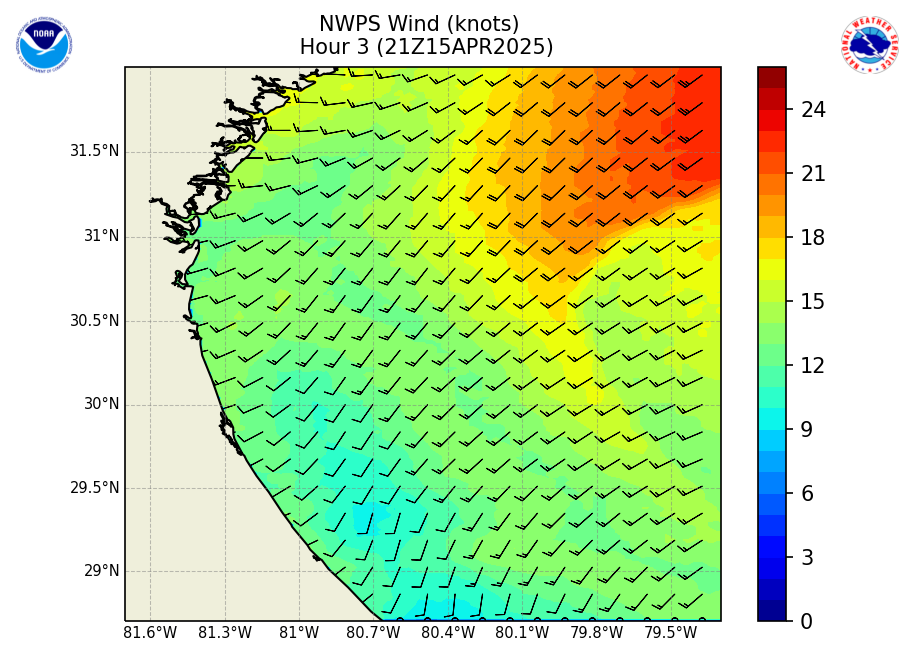 NWPS Wind (knots)
Hour 3 (21Z15APR2025)
NOAA
NATIONAL WEATHER SERVICE
31.5°N
31°N
30.5°N
30°N
29.5°N
29°N
81.6°W 81.3°W 81°W 80.7°W 80.4°W 80.1°W 79.8°W 79.5°W
24
21
18
15
12
9
6
3
0